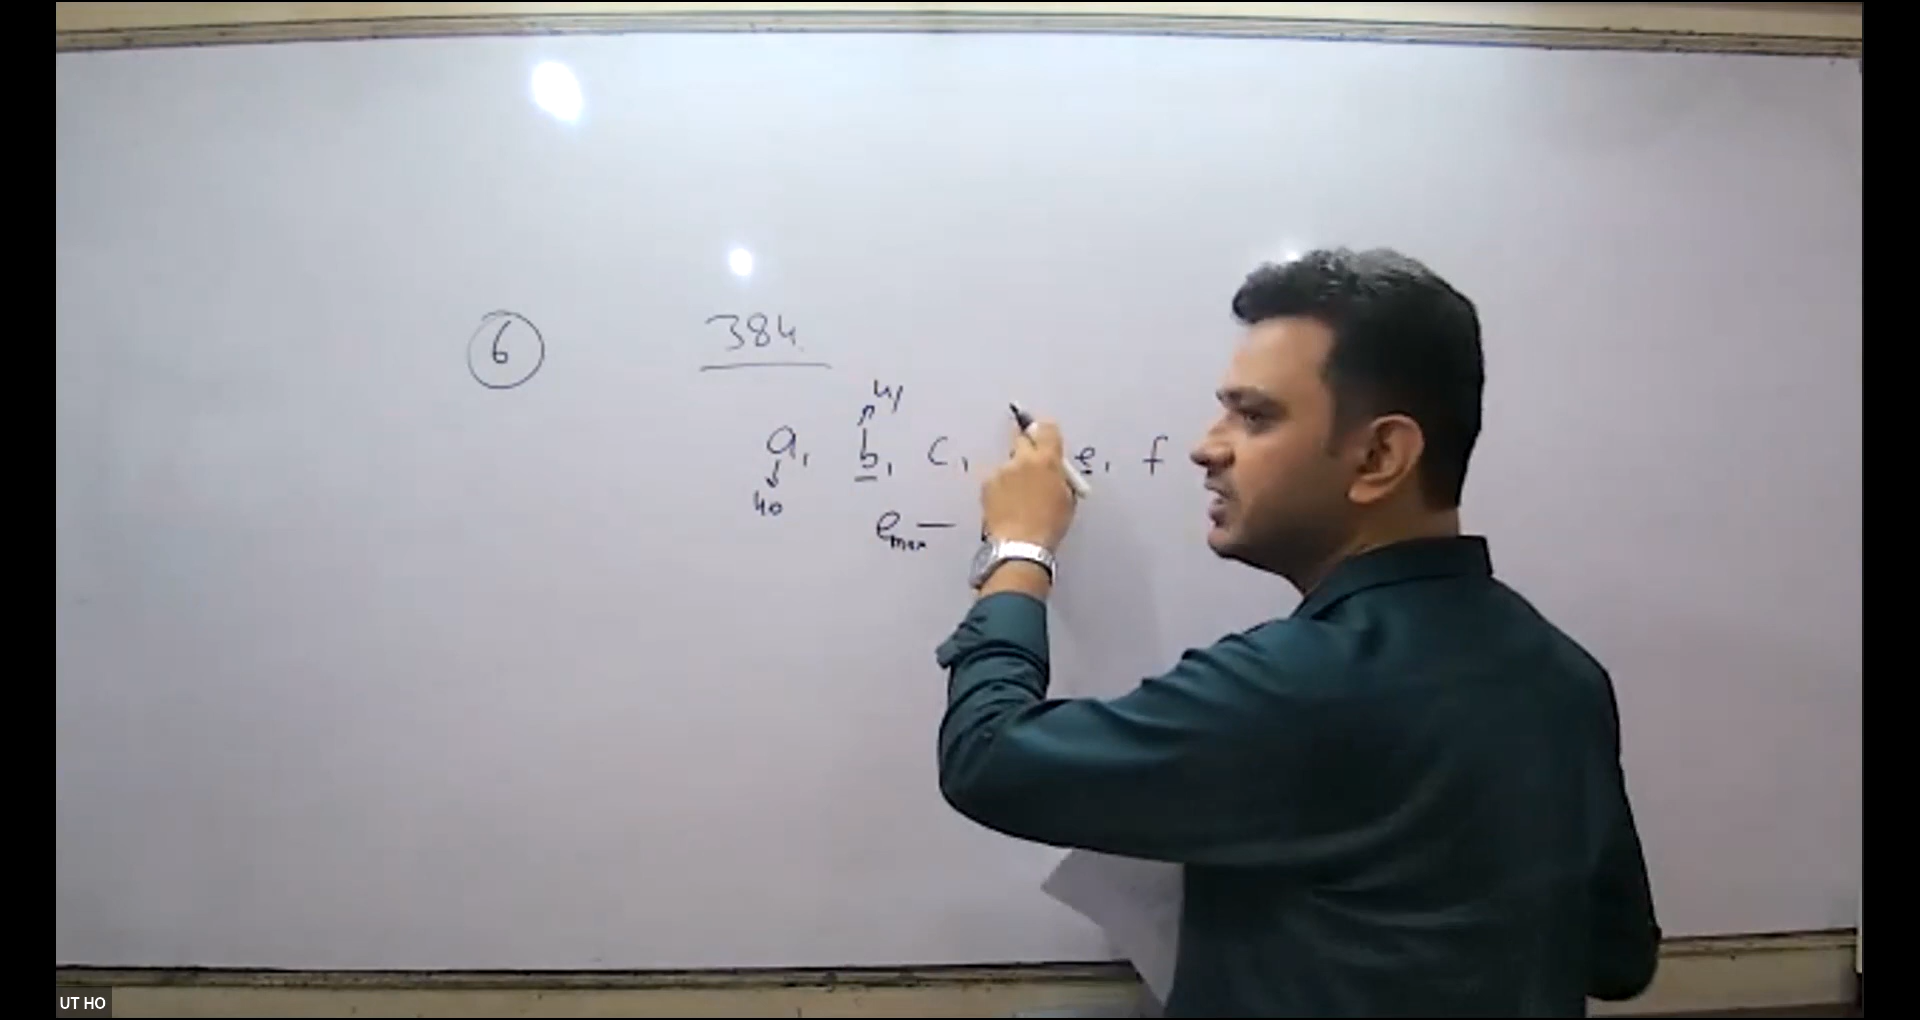 6 384
41
a, b, c, e, f
40
emax —
UT HO